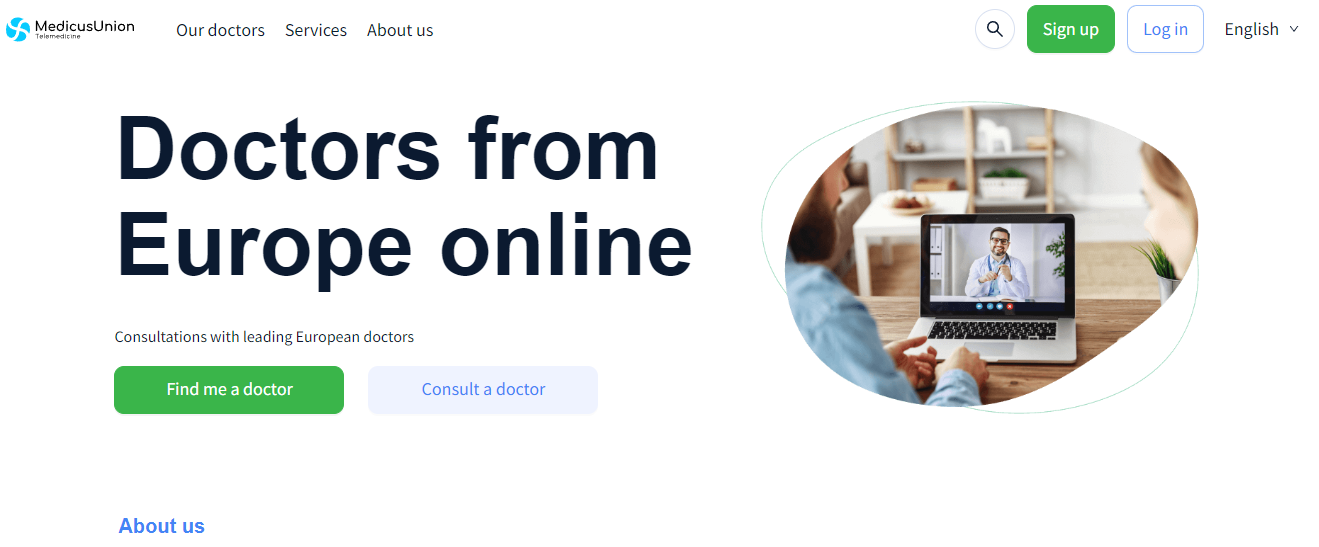 MedicusUnion
Telemedicine
Our doctors Services About us
Sign up Log in English
Doctors from
Europe online
Consultations with leading European doctors
Find me a doctor Consult a doctor
About us